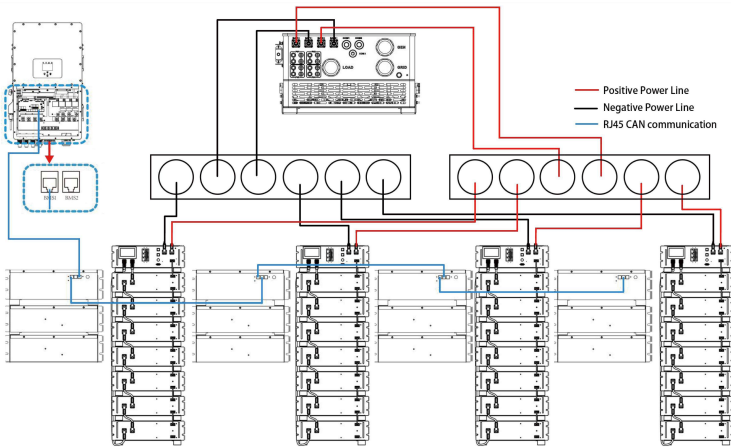 GEN
LOAD
GRID
Positive Power Line
Negative Power Line
RJ45 CAN communication
BMS1 BMS2